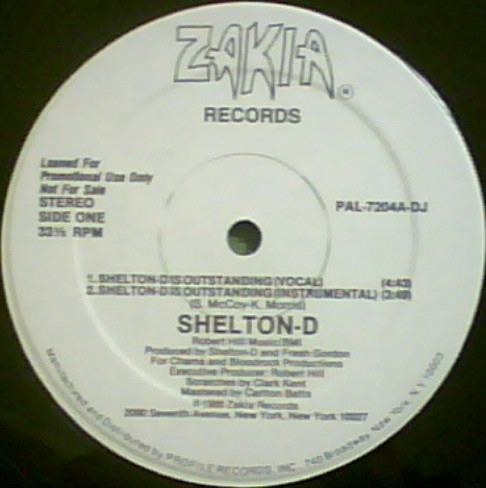 ZAKIA
®
RECORDS
Loaned For
Promotional Use Only
Not For Sale
STEREO
SIDE ONE
33⅓ RPM
PAL-7204A-DJ
1. SHELTON-D IS OUTSTANDING (VOCAL) (4:43)
2. SHELTON-D IS OUTSTANDING (INSTRUMENTAL) (3:49)
(S. McCoy-K. Morris)
SHELTON-D
Robert Hill Music (BMI)
Produced by Shelton-D and Fresh Gordon
For Chams and Productions
Executive Producer: Robert Hill
Scratches by Clark Kent
Mastered by Carlton Batts
Zakia Records
2090 Seventh Avenue, New York, New York 10027
Manufactured and Distributed by PROFILE RECORDS, INC., 740 Broadway, New York, N.Y. 10003